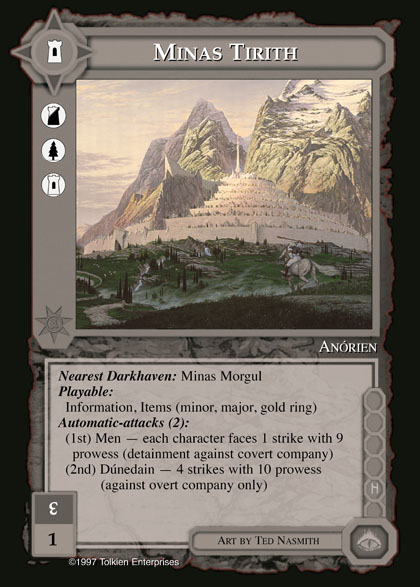 MINAS TIRITH
ANÓRIEN
Nearest Darkhaven: Minas Morgul
Playable:
Information, Items (minor, major, gold ring)
Automatic-attacks (2):
(1st) Men — each character faces 1 strike with 9
prowess (detainment against covert company)
(2nd) Dúnedain — 4 strikes with 10 prowess
(against overt company only)
H
ε
1
ART BY TED NASMITH
©1997 Tolkien Enterprises